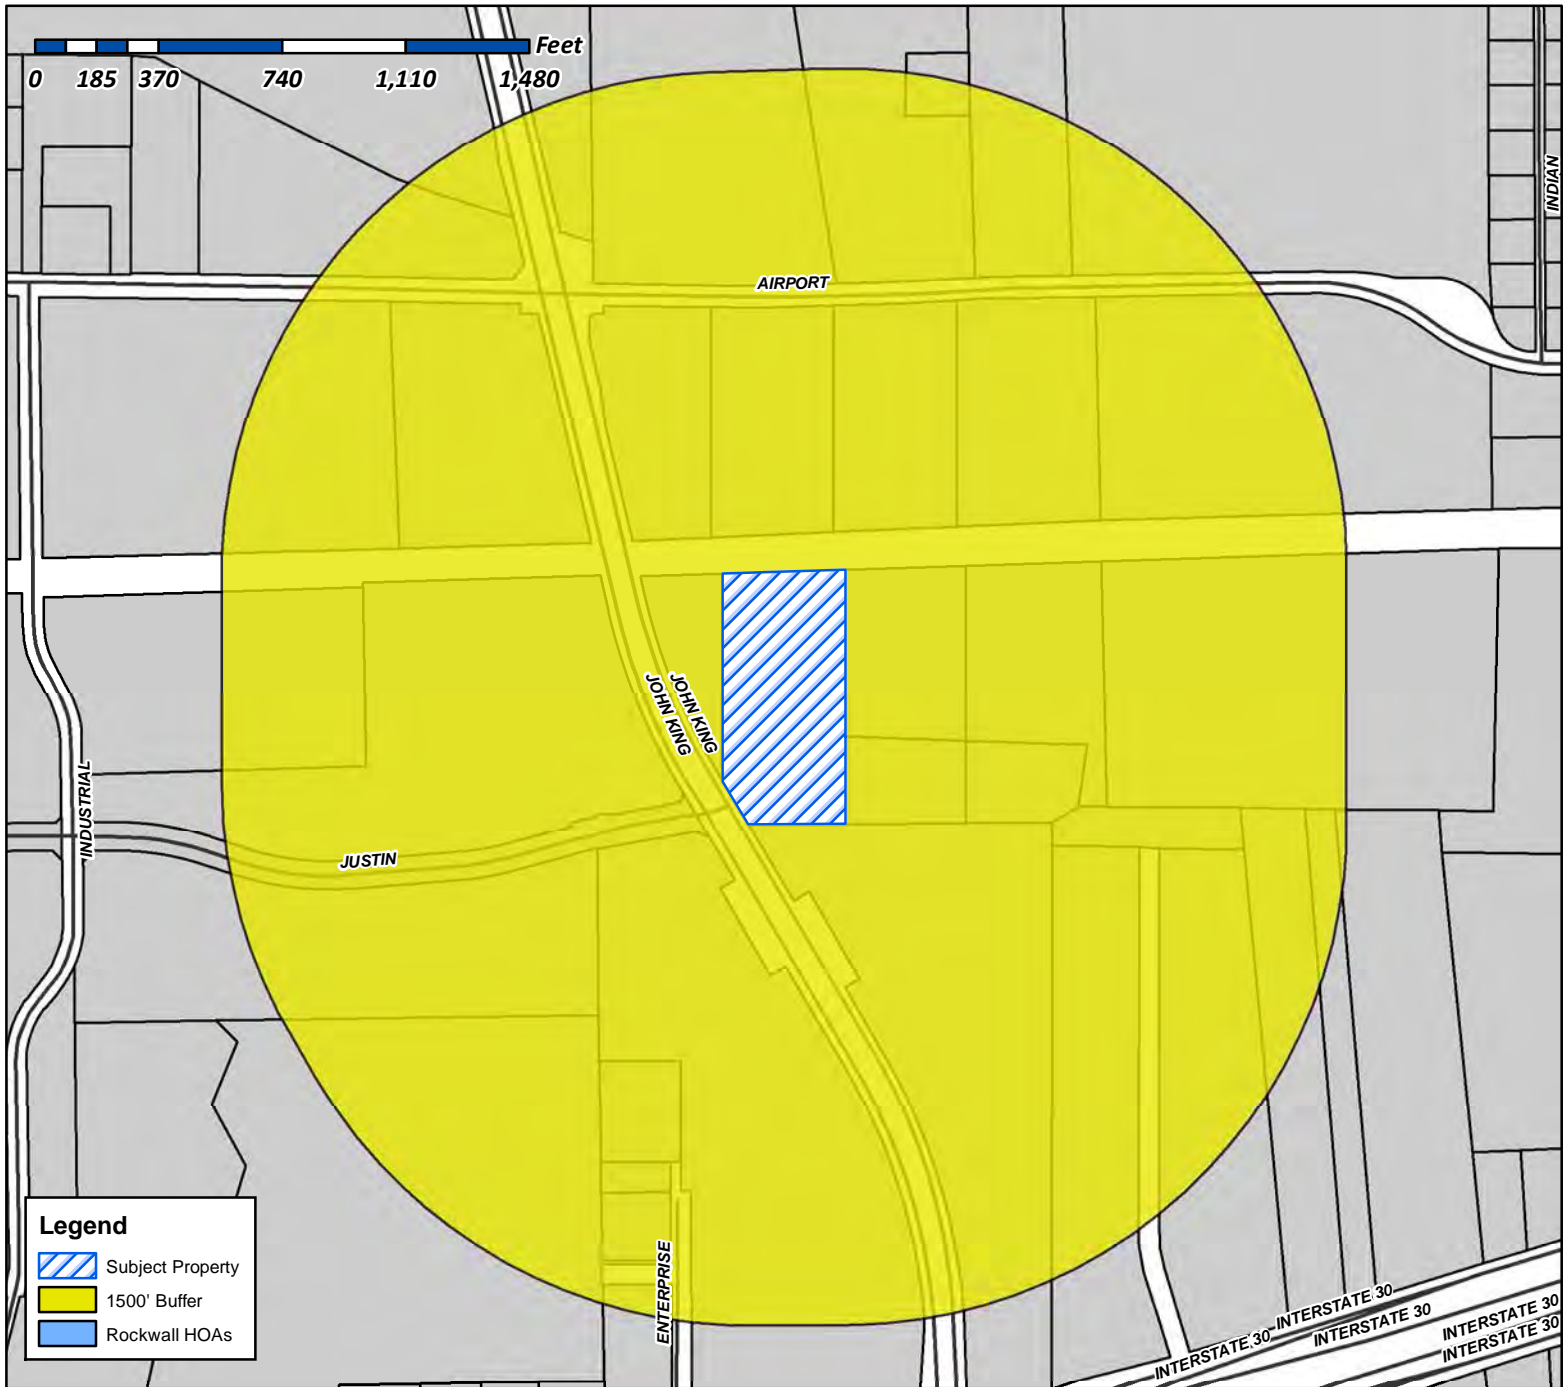 Feet
0 185 370 740 1,110 1,480
INDIAN
AIRPORT
JOHN KING
JOHN KING
INDUSTRIAL
JUSTIN
ENTERPRISE
INTERSTATE 30
INTERSTATE 30
INTERSTATE 30
INTERSTATE 30
INTERSTATE 30
Legend
Subject Property
1500' Buffer
Rockwall HOAs